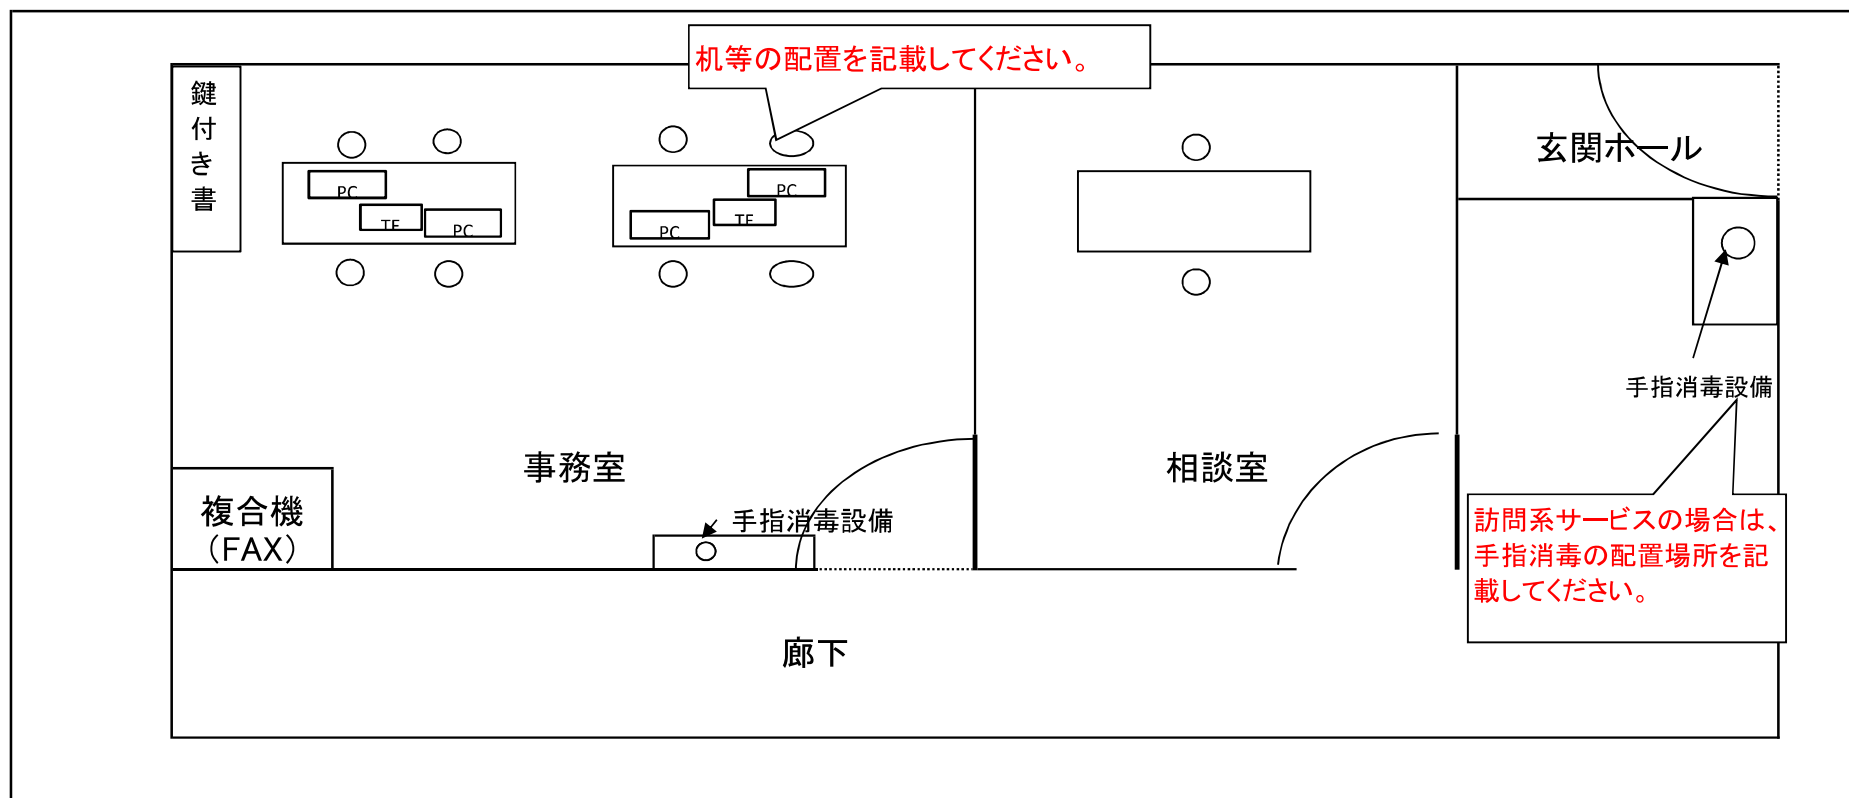 机等の配置を記載してください。
鍵
付
き
書
玄関ホール
PC
PC
PC
PC
手指消毒設備
事務室
相談室
複合機
（FAX）
手指消毒設備
訪問系サービスの場合は、
手指消毒の配置場所を記
載してください。
廊下